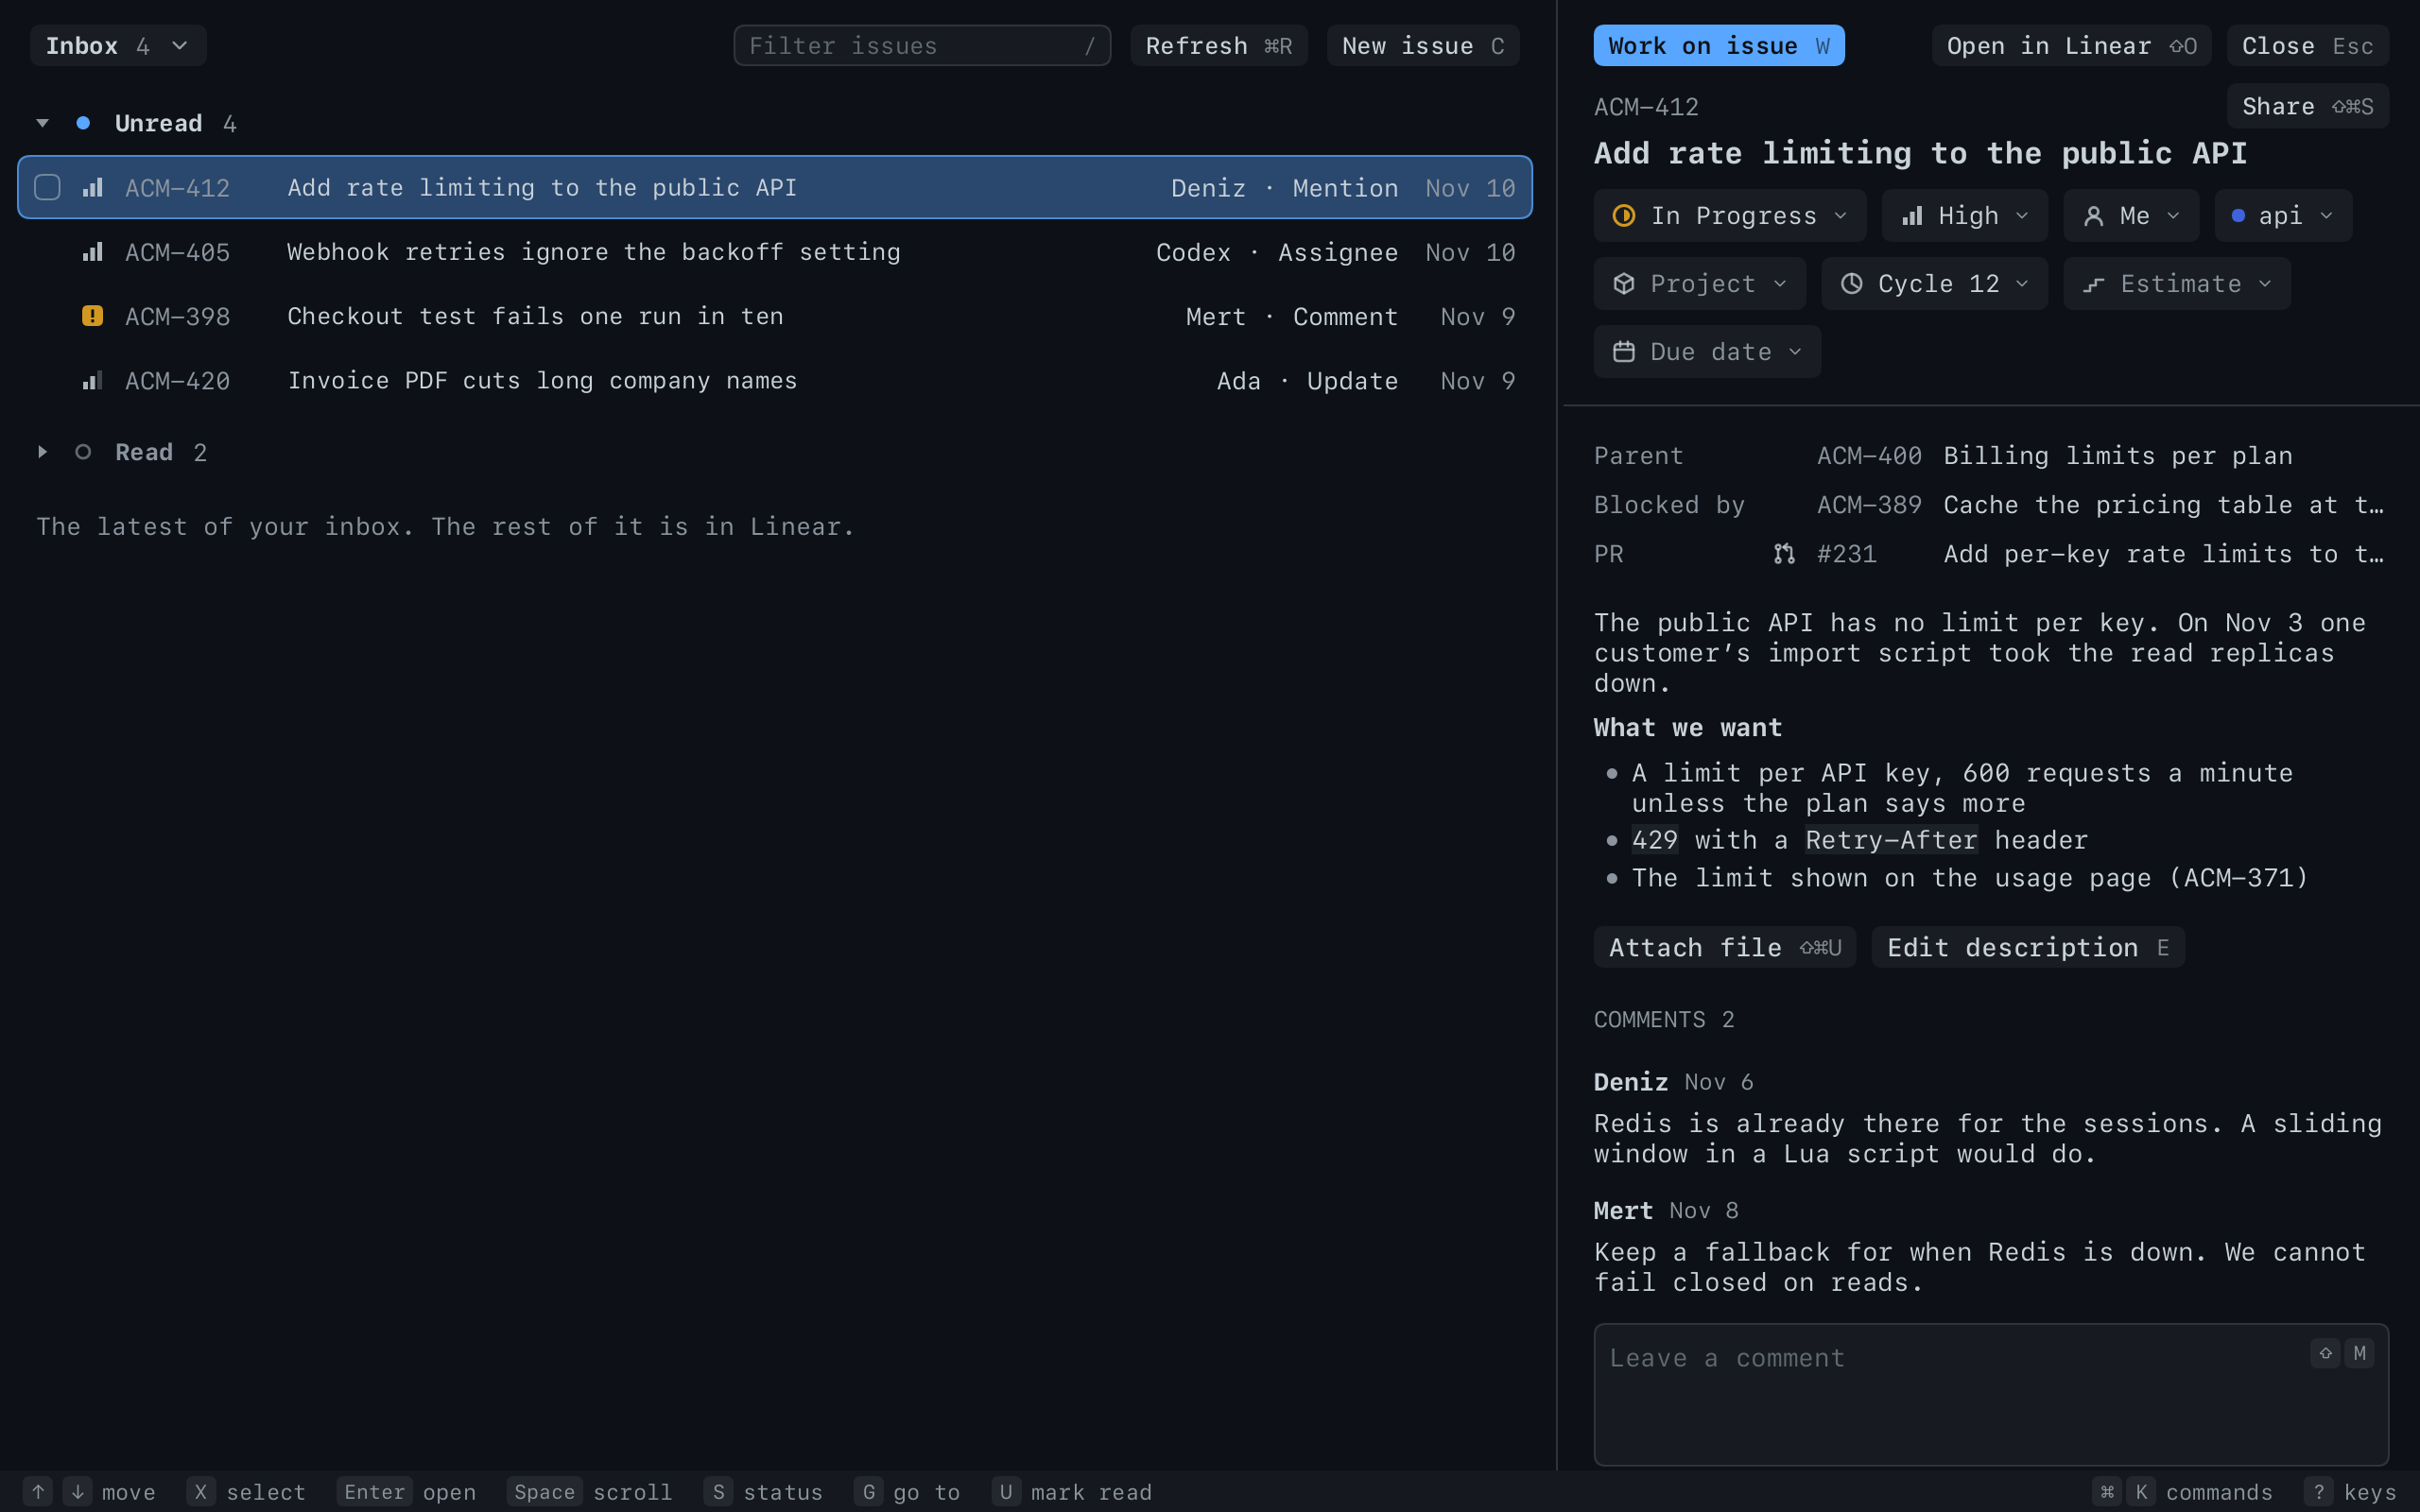 Inbox 4
Filter issues /
Refresh ⌘R
New issue C
Unread 4
ACM-412 Add rate limiting to the public API Deniz · Mention Nov 10
ACM-405 Webhook retries ignore the backoff setting Codex · Assignee Nov 10
ACM-398 Checkout test fails one run in ten Mert · Comment Nov 9
ACM-420 Invoice PDF cuts long company names Ada · Update Nov 9
Read 2
The latest of your inbox. The rest of it is in Linear.
Work on issue W
Open in Linear ⇧O
Close Esc
ACM-412
Share ⇧⌘S
Add rate limiting to the public API
In Progress
High
Me
api
Project
Cycle 12
Estimate
Due date
Parent ACM-400 Billing limits per plan
Blocked by ACM-389 Cache the pricing table at t…
PR #231 Add per-key rate limits to t…
The public API has no limit per key. On Nov 3 one
customer’s import script took the read replicas
down.
What we want
• A limit per API key, 600 requests a minute
unless the plan says more
• 429 with a Retry-After header
• The limit shown on the usage page (ACM-371)
Attach file ⇧⌘U
Edit description E
COMMENTS 2
Deniz Nov 6
Redis is already there for the sessions. A sliding
window in a Lua script would do.
Mert Nov 8
Keep a fallback for when Redis is down. We cannot
fail closed on reads.
Leave a comment ⇧ M
↑ ↓ move X select Enter open Space scroll S status G go to U mark read ⌘ K commands ? keys